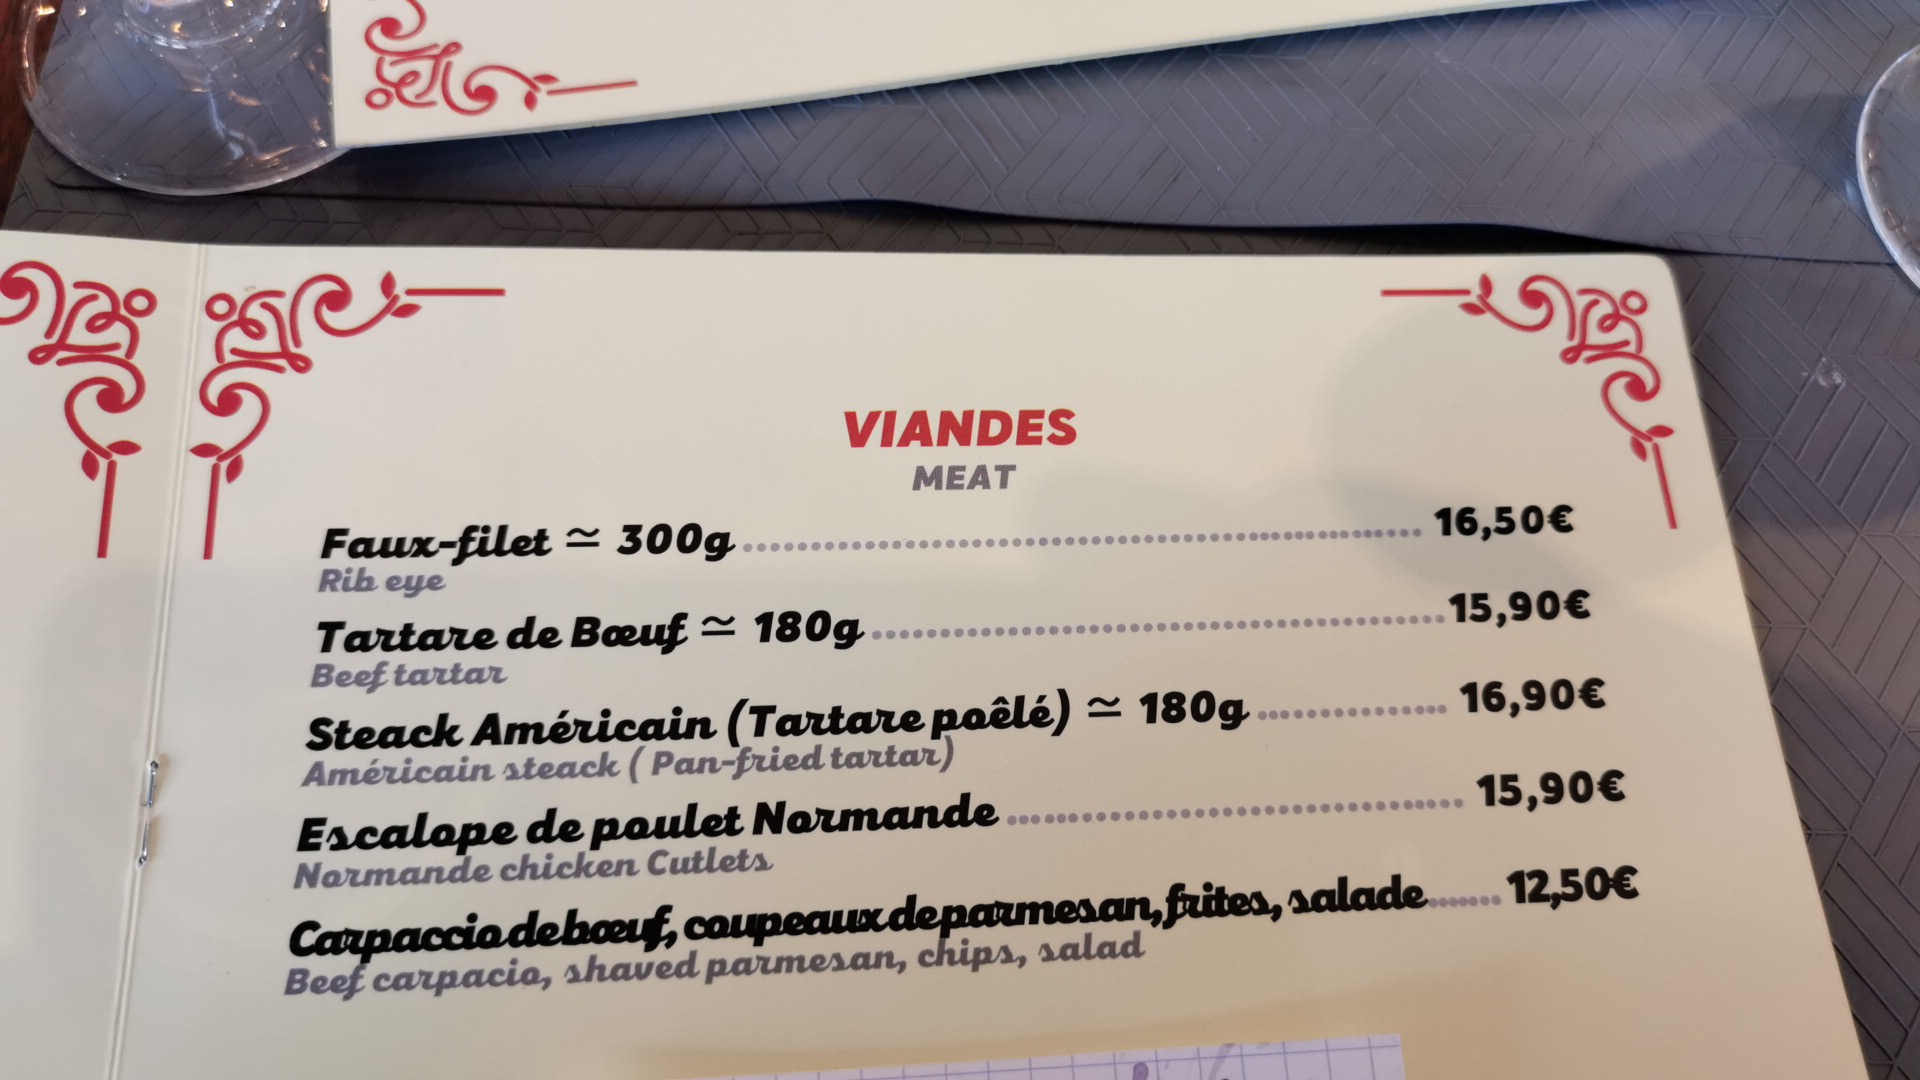 VIANDES
MEAT
Faux-filet ≃ 300g 16,50€
Rib eye
Tartare de Bœuf ≃ 180g 15,90€
Beef tartar
Steack Américain (Tartare poêlé) ≃ 180g 16,90€
Américain steack ( Pan-fried tartar)
Escalope de poulet Normande 15,90€
Normande chicken Cutlets
Carpaccio de bœuf, coupeaux de parmesan, frites, salade 12,50€
Beef carpacio, shaved parmesan, chips, salad